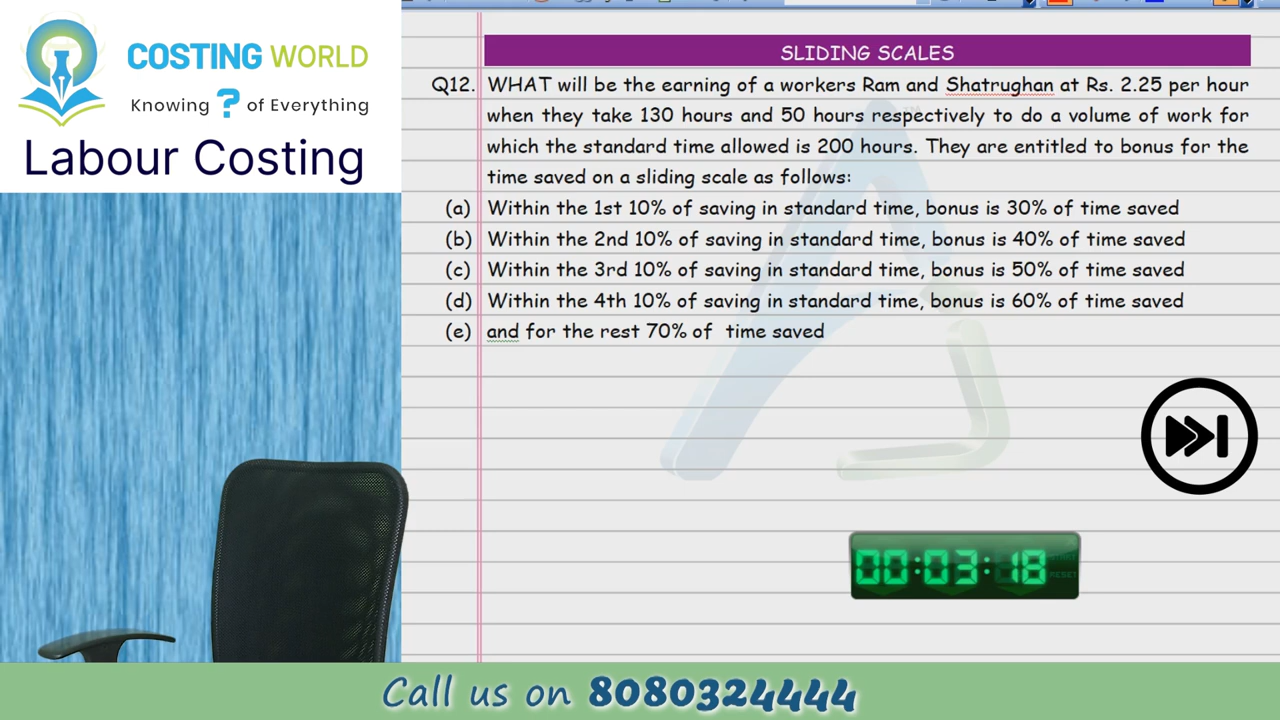 COSTING WORLD
Knowing ? of Everything
Labour Costing
SLIDING SCALES
Q12. WHAT will be the earning of a workers Ram and Shatrughan at Rs. 2.25 per hour
when they take 130 hours and 50 hours respectively to do a volume of work for
which the standard time allowed is 200 hours. They are entitled to bonus for the
time saved on a sliding scale as follows:
(a) Within the 1st 10% of saving in standard time, bonus is 30% of time saved
(b) Within the 2nd 10% of saving in standard time, bonus is 40% of time saved
(c) Within the 3rd 10% of saving in standard time, bonus is 50% of time saved
(d) Within the 4th 10% of saving in standard time, bonus is 60% of time saved
(e) and for the rest 70% of time saved
00:03:18
RESET
Call us on 8080324444